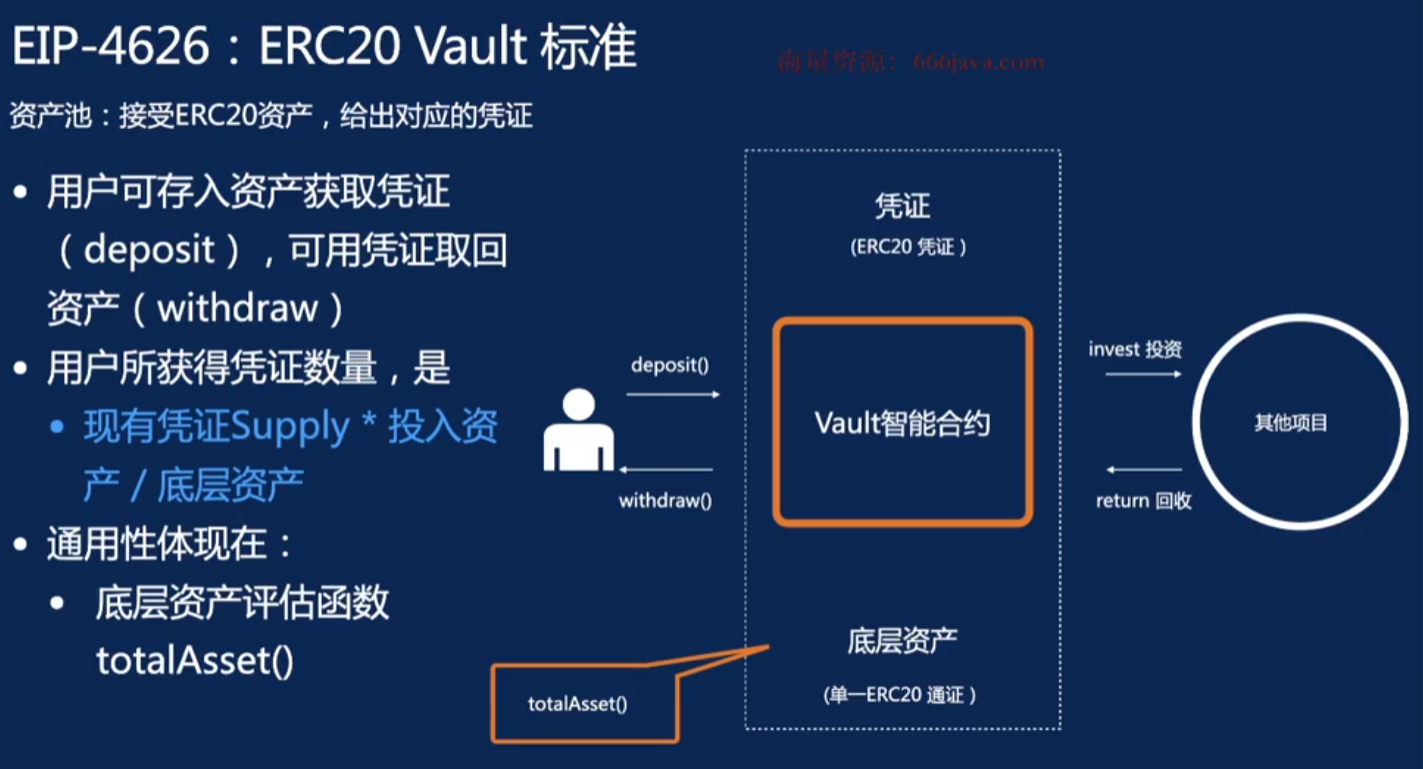 EIP-4626：ERC20 Vault 标准
海量资源：666java.com
资产池：接受ERC20资产，给出对应的凭证
• 用户可存入资产获取凭证
（deposit），可用凭证取回
资产（withdraw）
• 用户所获得凭证数量，是
• 现有凭证Supply * 投入资
产 / 底层资产
• 通用性体现在：
• 底层资产评估函数
totalAsset()
deposit()
withdraw()
凭证
(ERC20 凭证)
Vault智能合约
底层资产
(单一ERC20 通证)
totalAsset()
invest 投资
return 回收
其他项目